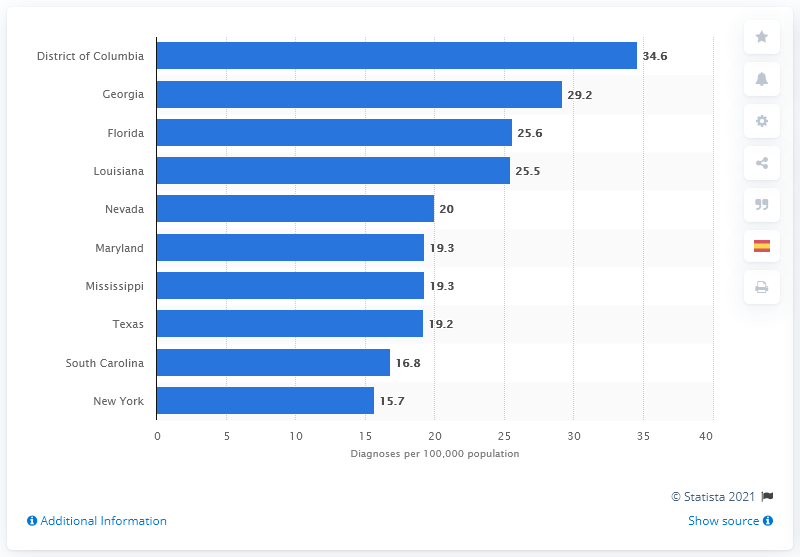 District of Columbia 34.6
Georgia 29.2
Florida 25.6
Louisiana 25.5
Nevada 20
Maryland 19.3
Mississippi 19.3
Texas 19.2
South Carolina 16.8
New York 15.7
0 5 10 15 20 25 30 35 40
Diagnoses per 100,000 population
© Statista 2021
Additional Information Show source